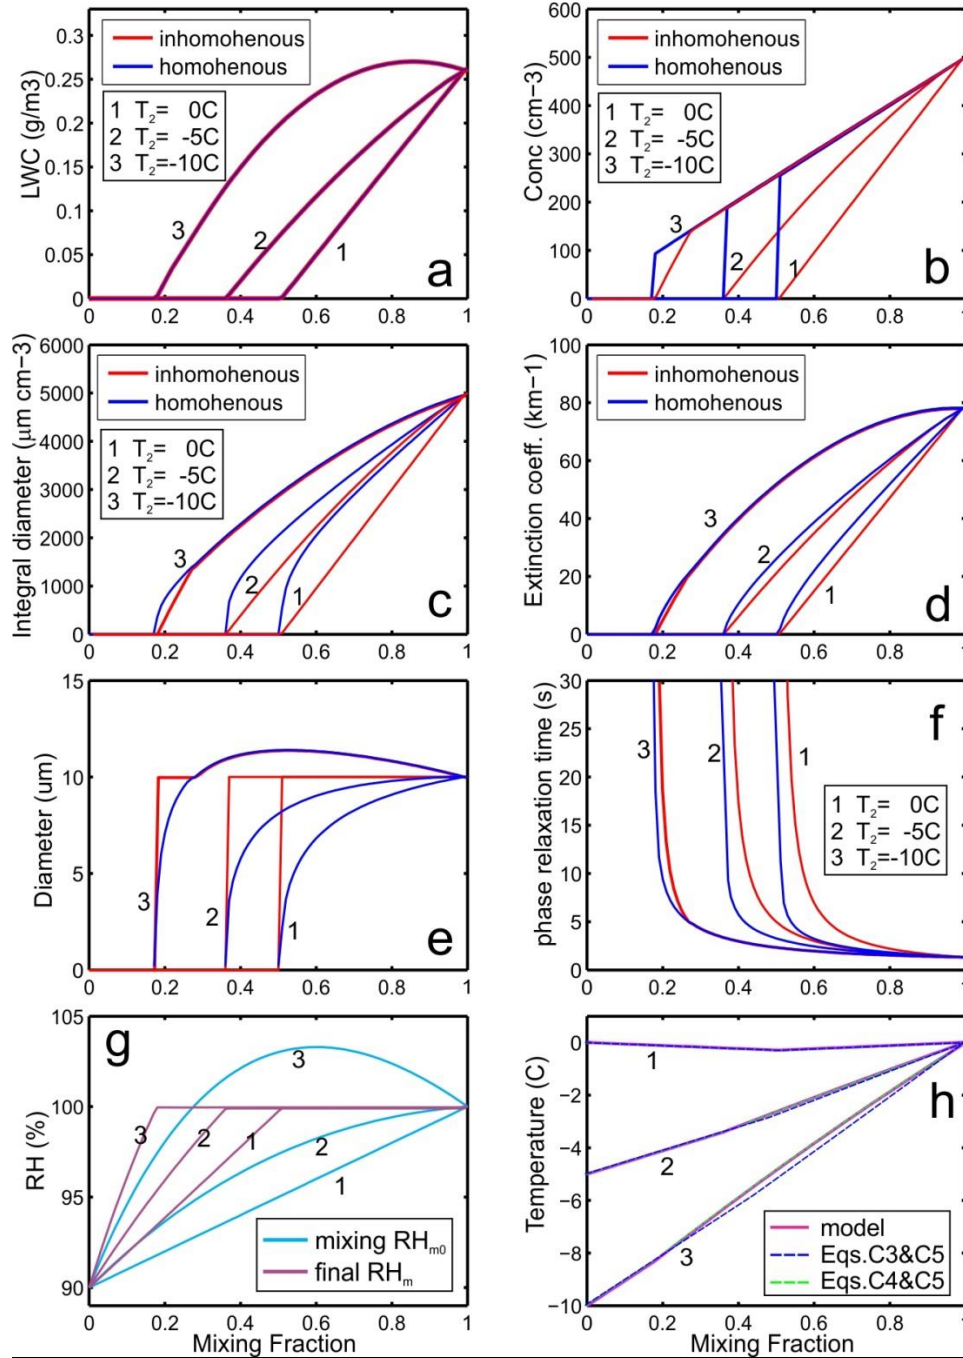 0.3
0.25
0.2
0.15
0.1
0.05
0
LWC (g/m3)
inhomohenous
homohenous
1 T2= 0C
2 T2= -5C
3 T2=-10C
3
2
1
a
0 0.2 0.4 0.6 0.8 1
600
500
400
300
200
100
0
Conc (cm-3)
inhomohenous
homohenous
1 T2= 0C
2 T2= -5C
3 T2=-10C
3
2
1
b
0 0.2 0.4 0.6 0.8 1
6000
5000
4000
3000
2000
1000
0
Integral diameter (µm cm-3)
inhomohenous
homohenous
1 T2= 0C
2 T2= -5C
3 T2=-10C
3
2
1
c
0 0.2 0.4 0.6 0.8 1
100
80
60
40
20
0
Extinction coeff. (km-1)
inhomohenous
homohenous
3
2
1
d
0 0.2 0.4 0.6 0.8 1
15
10
5
0
Diameter (um)
3
2
1
e
0 0.2 0.4 0.6 0.8 1
30
25
20
15
10
5
0
phase relaxation time (s)
f
3
2
1
1 T2= 0C
2 T2= -5C
3 T2=-10C
0 0.2 0.4 0.6 0.8 1
105
100
95
90
RH (%)
g
3
3
2
1
2
1
mixing RHm0
final RHm
0 0.2 0.4 0.6 0.8 1
Mixing Fraction
0
−2
−4
−6
−8
−10
Temperature (C)
1
2
3
h
model
Eqs.C3&C5
Eqs.C4&C5
0 0.2 0.4 0.6 0.8 1
Mixing Fraction